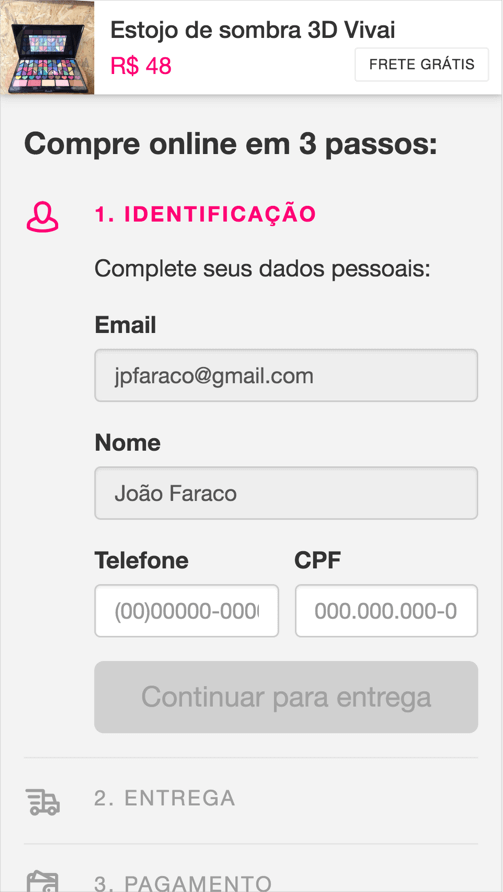 Estojo de sombra 3D Vivai
R$ 48
FRETE GRÁTIS
Compre online em 3 passos:
1. IDENTIFICAÇÃO
Complete seus dados pessoais:
Email
jpfaraco@gmail.com
Nome
João Faraco
Telefone CPF
(00)00000-000 000.000.000-0
Continuar para entrega
2. ENTREGA
3. PAGAMENTO